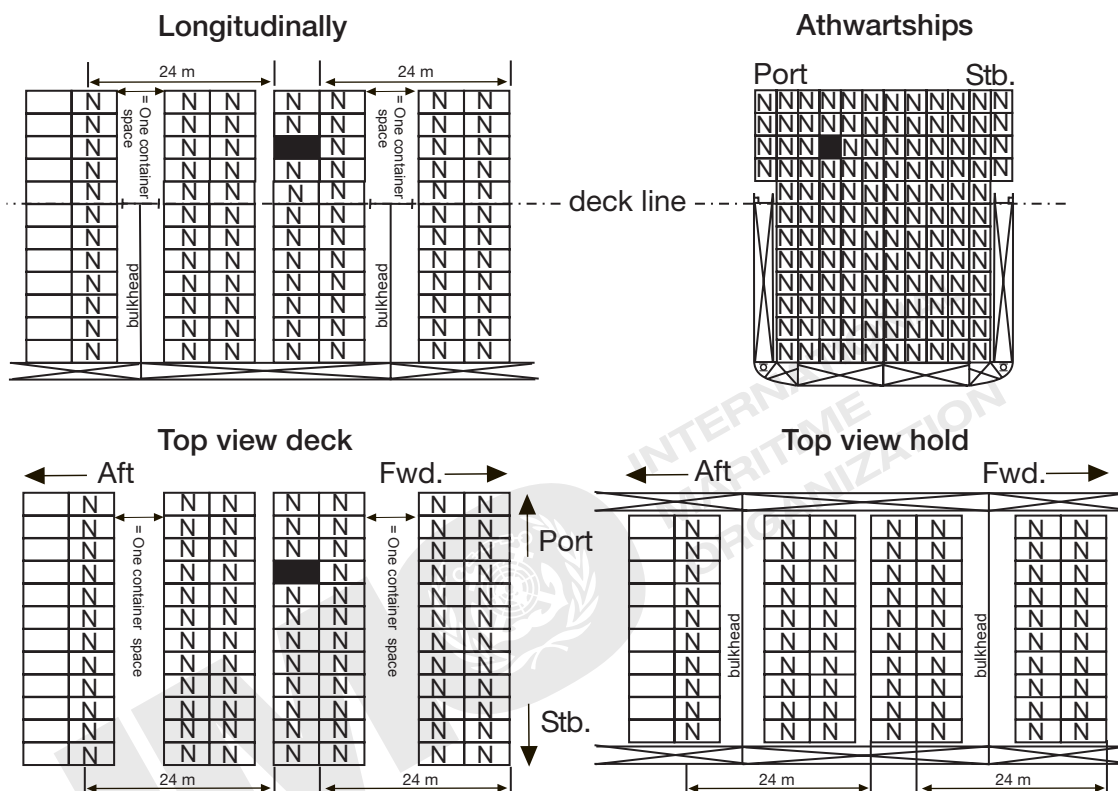 Longitudinally
24 m
24 m
N N N N N N N
N N N N N N N
N N N N N N
N N N N N N N
N N N N N N N
N N N N N N N
N N N N N N N
N N N N N N N
N N N N N N N
N N N N N N N
N N N N N N N
N N N N N N N
= One container
space
= One container
space
bulkhead
bulkhead
deck line
Athwartships
Port
Stb.
N N N N N N N N N N N N
N N N N N N N N N N N N
N N N N N N N N N N N
N N N N N N N N N N N N
N N N N N N N N N N
N N N N N N N N N N
N N N N N N N N N N
N N N N N N N N N N
N N N N N N N N N N
N N N N N N N N N N
N N N N N N N N N N
N N N N N N N N N N
Top view deck
Aft
Fwd.
N N N N N N N
N N N N N N N
N N N N N N N
N N N N N N
N N N N N N N
N N N N N N N
N N N N N N N
N N N N N N N
N N N N N N N
N N N N N N N
N N N N N N N
N N N N N N N
= One container space
= One container space
Port
Stb.
24 m
24 m
Top view hold
Aft
Fwd.
N N N N N N N
N N N N N N N
N N N N N N N
N N N N N N N
N N N N N N N
N N N N N N N
N N N N N N N
N N N N N N N
N N N N N N N
N N N N N N N
bulkhead
bulkhead
24 m
24 m
INTERNATIONAL
MARITIME
ORGANIZATION